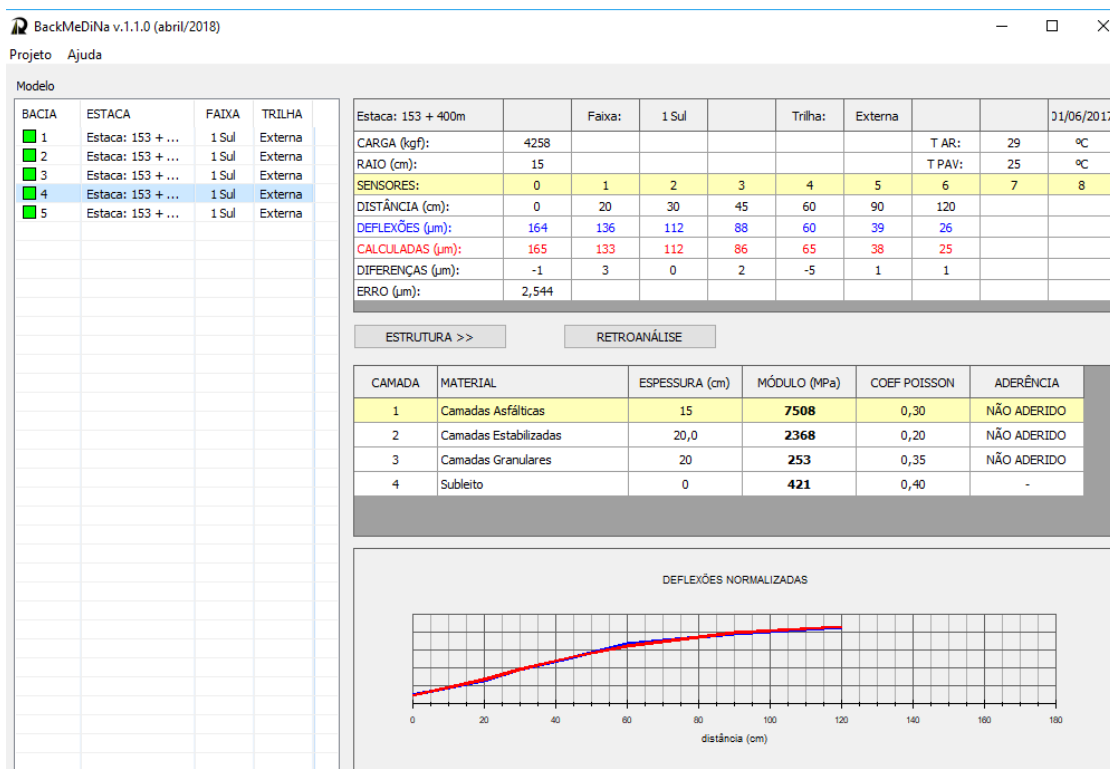 BackMeDiNa v.1.1.0 (abril/2018)
Projeto Ajuda
Modelo
BACIA ESTACA FAIXA TRILHA
1 Estaca: 153 + ... 1 Sul Externa
2 Estaca: 153 + ... 1 Sul Externa
3 Estaca: 153 + ... 1 Sul Externa
4 Estaca: 153 + ... 1 Sul Externa
5 Estaca: 153 + ... 1 Sul Externa
Estaca: 153 + 400m Faixa: 1 Sul Trilha: Externa 01/06/2017
CARGA (kgf): 4258 T AR: 29 ºC
RAIO (cm): 15 T PAV: 25 ºC
SENSORES: 0 1 2 3 4 5 6 7 8
DISTÂNCIA (cm): 0 20 30 45 60 90 120
DEFLEXÕES (μm): 164 136 112 88 60 39 26
CALCULADAS (μm): 165 133 112 86 65 38 25
DIFERENÇAS (μm): -1 3 0 2 -5 1 1
ERRO (μm): 2,544
ESTRUTURA >> RETROANÁLISE
CAMADA MATERIAL ESPESSURA (cm) MÓDULO (MPa) COEF POISSON ADERÊNCIA
1 Camadas Asfálticas 15 7508 0,30 NÃO ADERIDO
2 Camadas Estabilizadas 20,0 2368 0,20 NÃO ADERIDO
3 Camadas Granulares 20 253 0,35 NÃO ADERIDO
4 Subleito 0 421 0,40 -
DEFLEXÕES NORMALIZADAS
0 20 40 60 80 100 120 140 160 180
distância (cm)